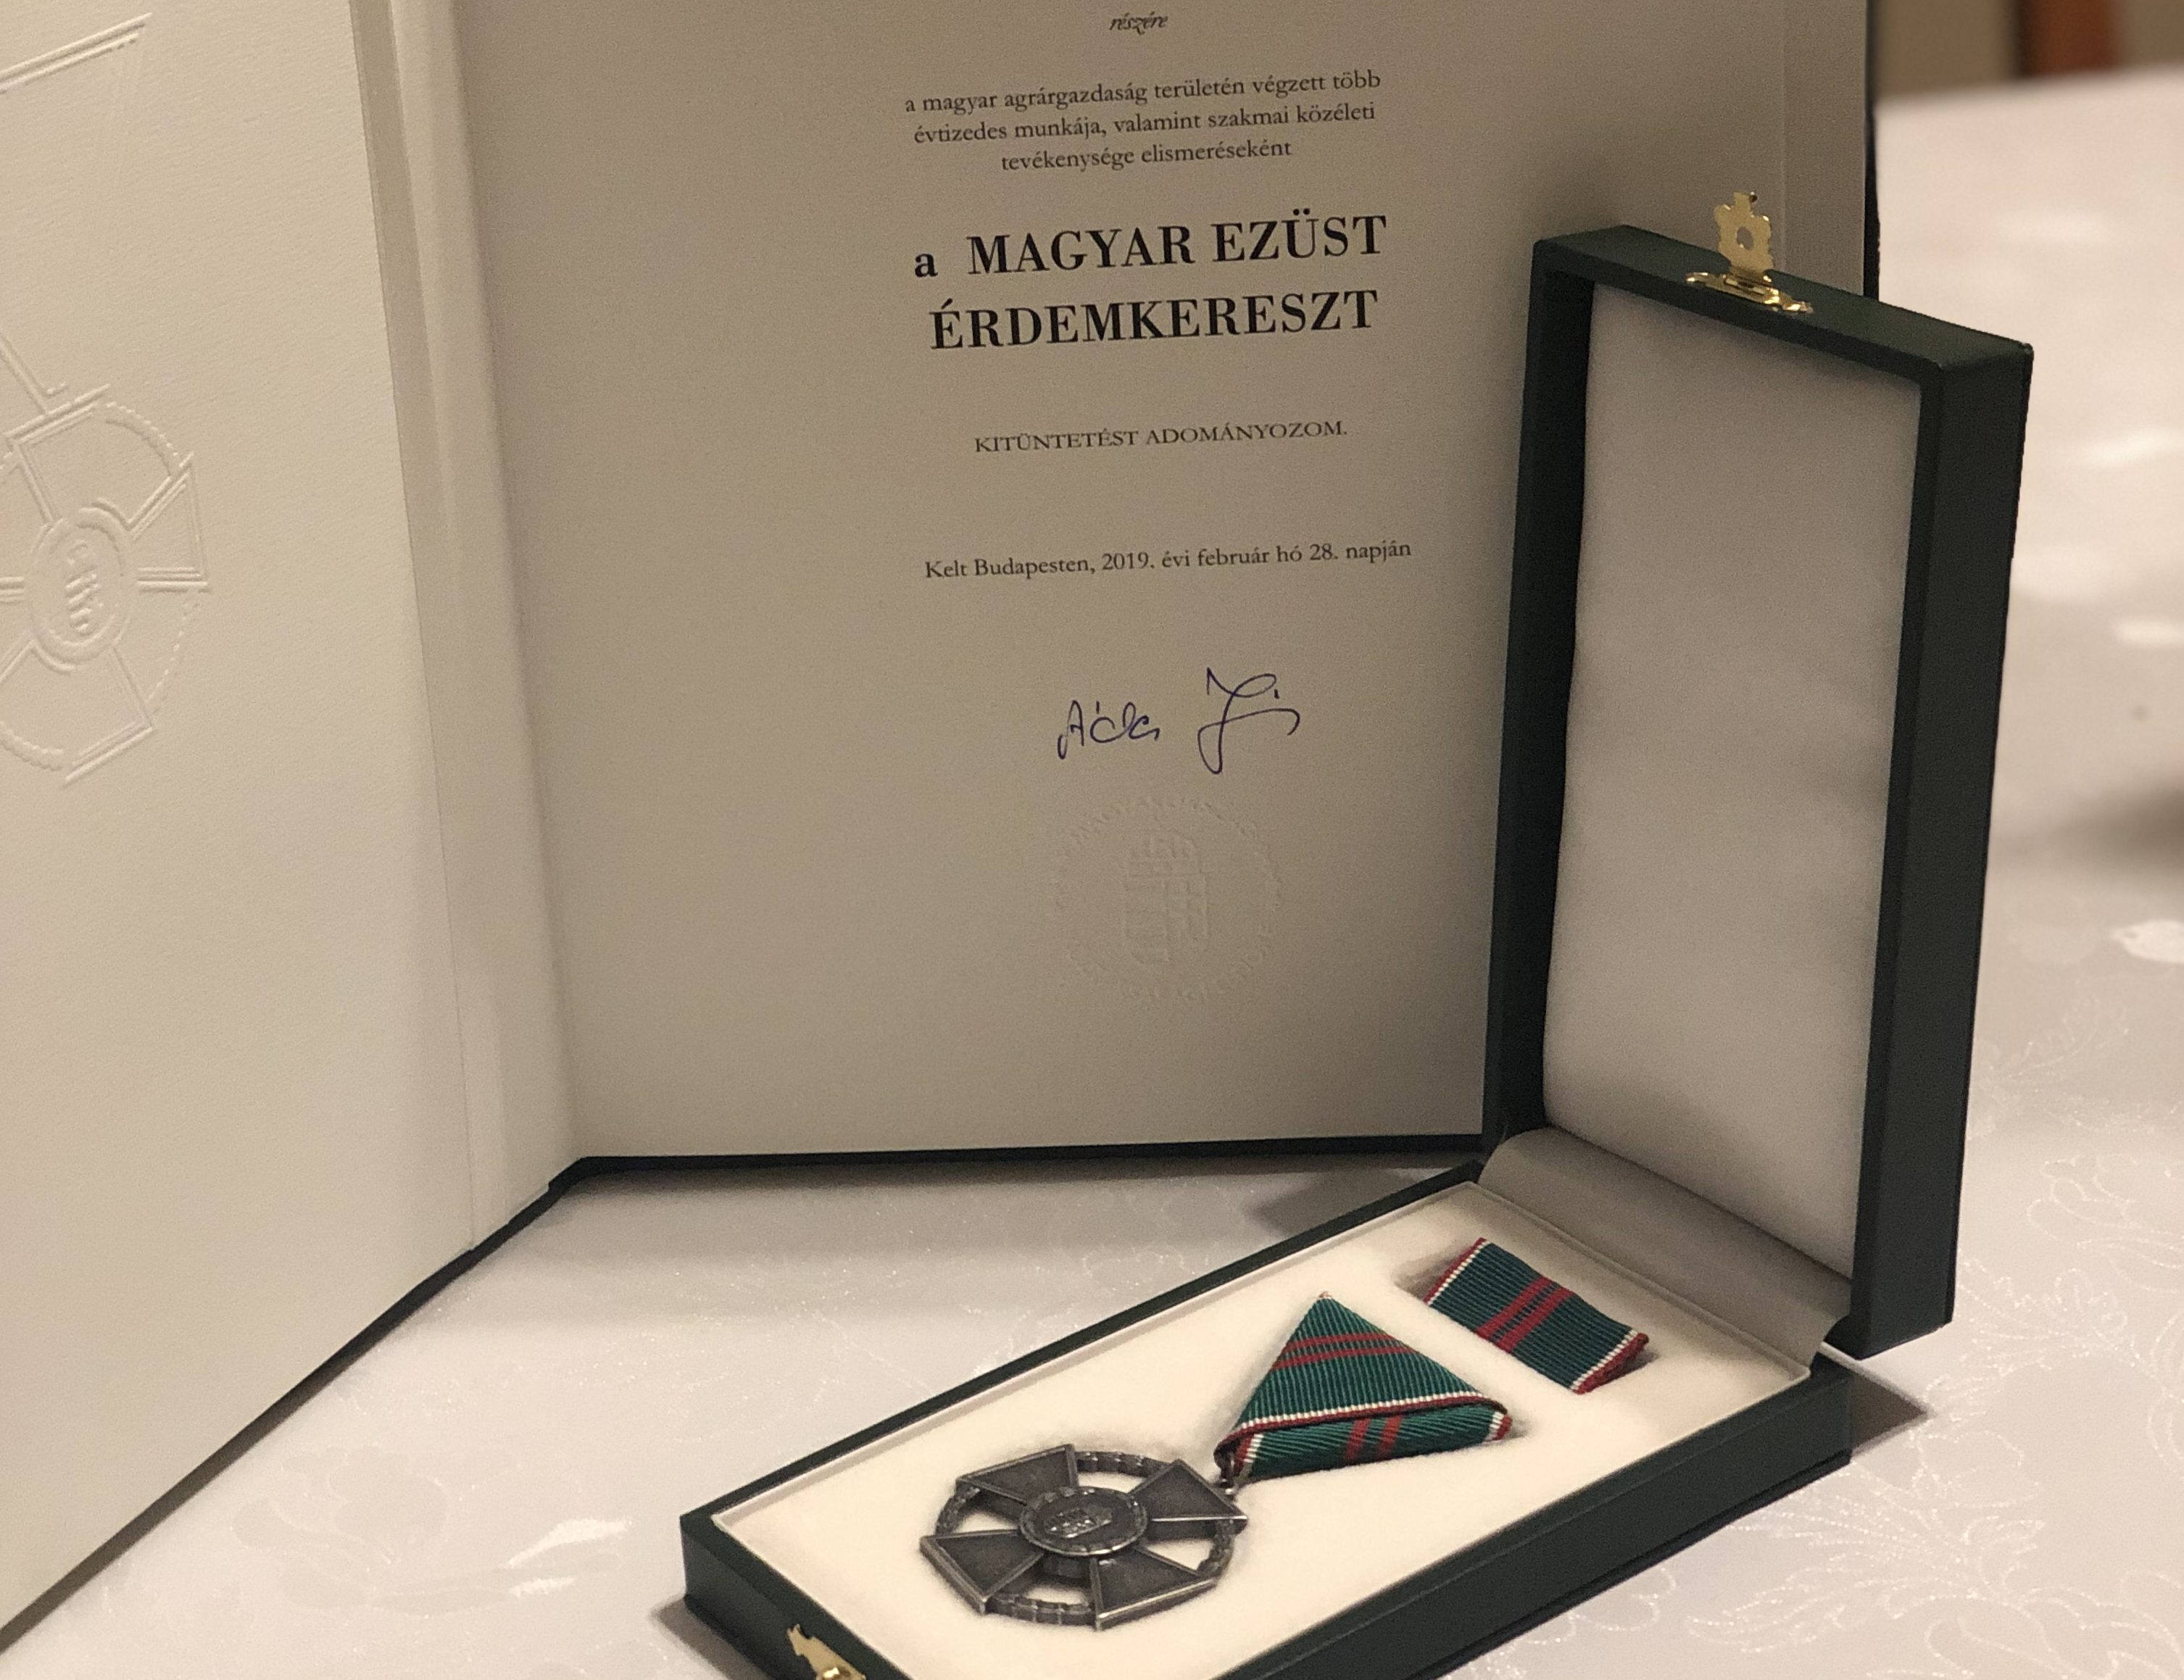 részére
a magyar agrárgazdaság területén végzett több
évtizedes munkája, valamint szakmai közéleti
tevékenysége elismeréseként
a MAGYAR EZÜST
ÉRDEMKERESZT
KITÜNTETÉST ADOMÁNYOZOM.
Kelt Budapesten, 2019. évi február hó 28. napján